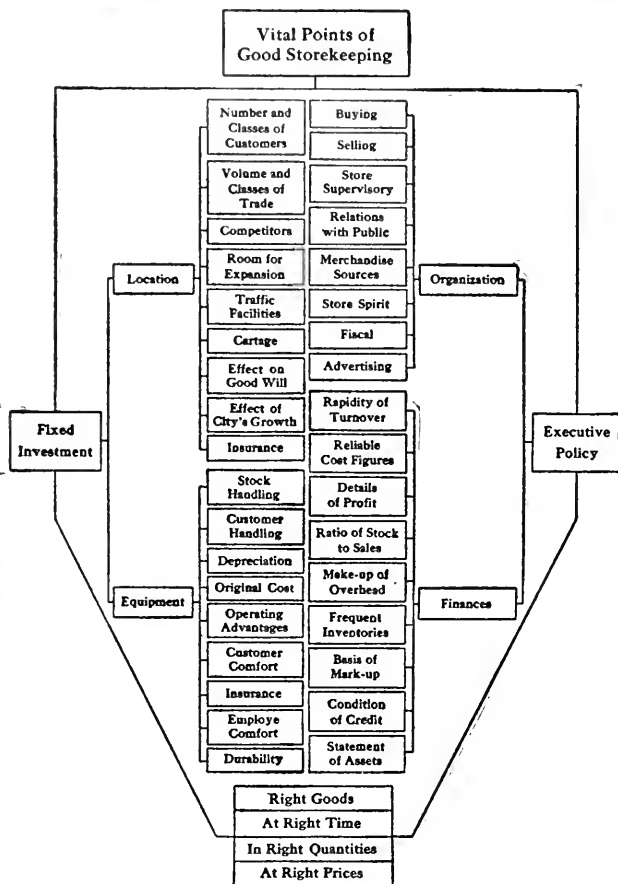 Vital Points of
Good Storekeeping
Fixed
Investment
Location
Number and
Classes of
Customers
Volume and
Classes of
Trade
Competitors
Room for
Expansion
Traffic
Facilities
Cartage
Effect on
Good Will
Effect of
City's Growth
Insurance
Equipment
Stock
Handling
Customer
Handling
Depreciation
Original Cost
Operating
Advantages
Customer
Comfort
Insurance
Employe
Comfort
Durability
Buying
Selling
Store
Supervisory
Relations
with Public
Merchandise
Sources
Store Spirit
Fiscal
Advertising
Organization
Rapidity of
Turnover
Reliable
Cost Figures
Details
of Profit
Ratio of Stock
to Sales
Make-up of
Overhead
Frequent
Inventories
Basis of
Mark-up
Condition
of Credit
Statement
of Assets
Finances
Executive
Policy
Right Goods
At Right Time
In Right Quantities
At Right Prices